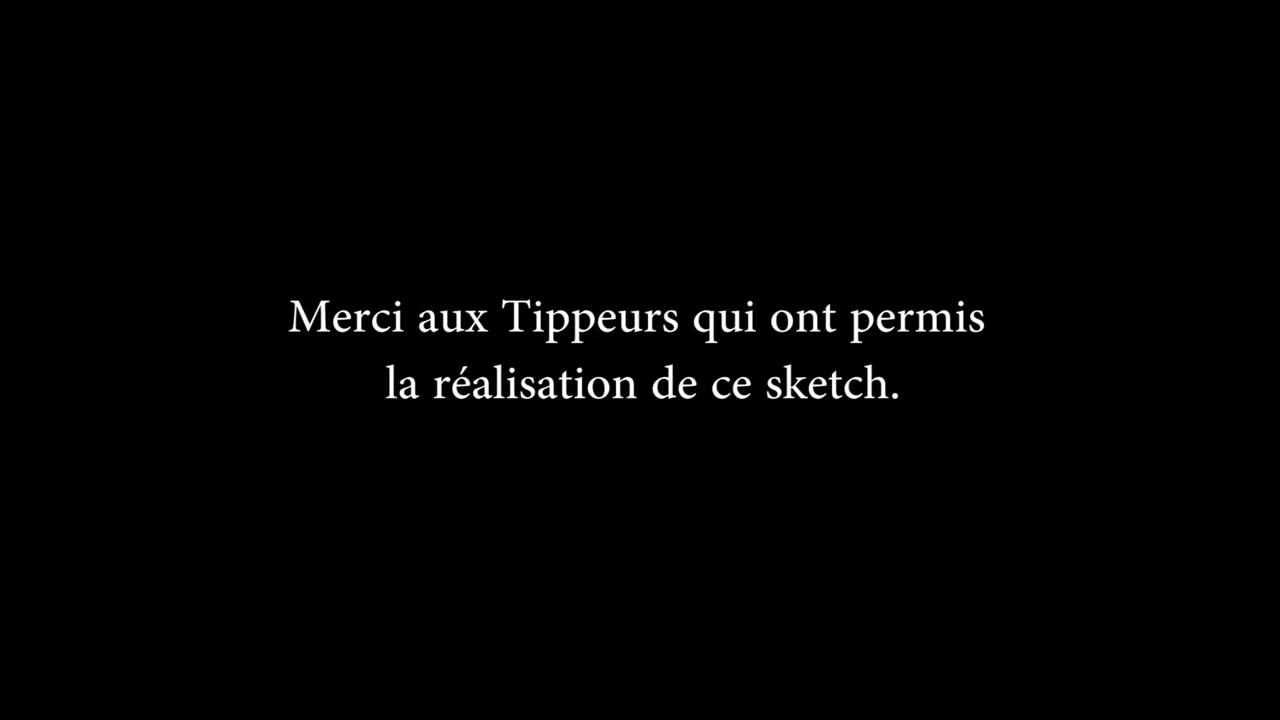 Merci aux Tippeurs qui ont permis
la réalisation de ce sketch.